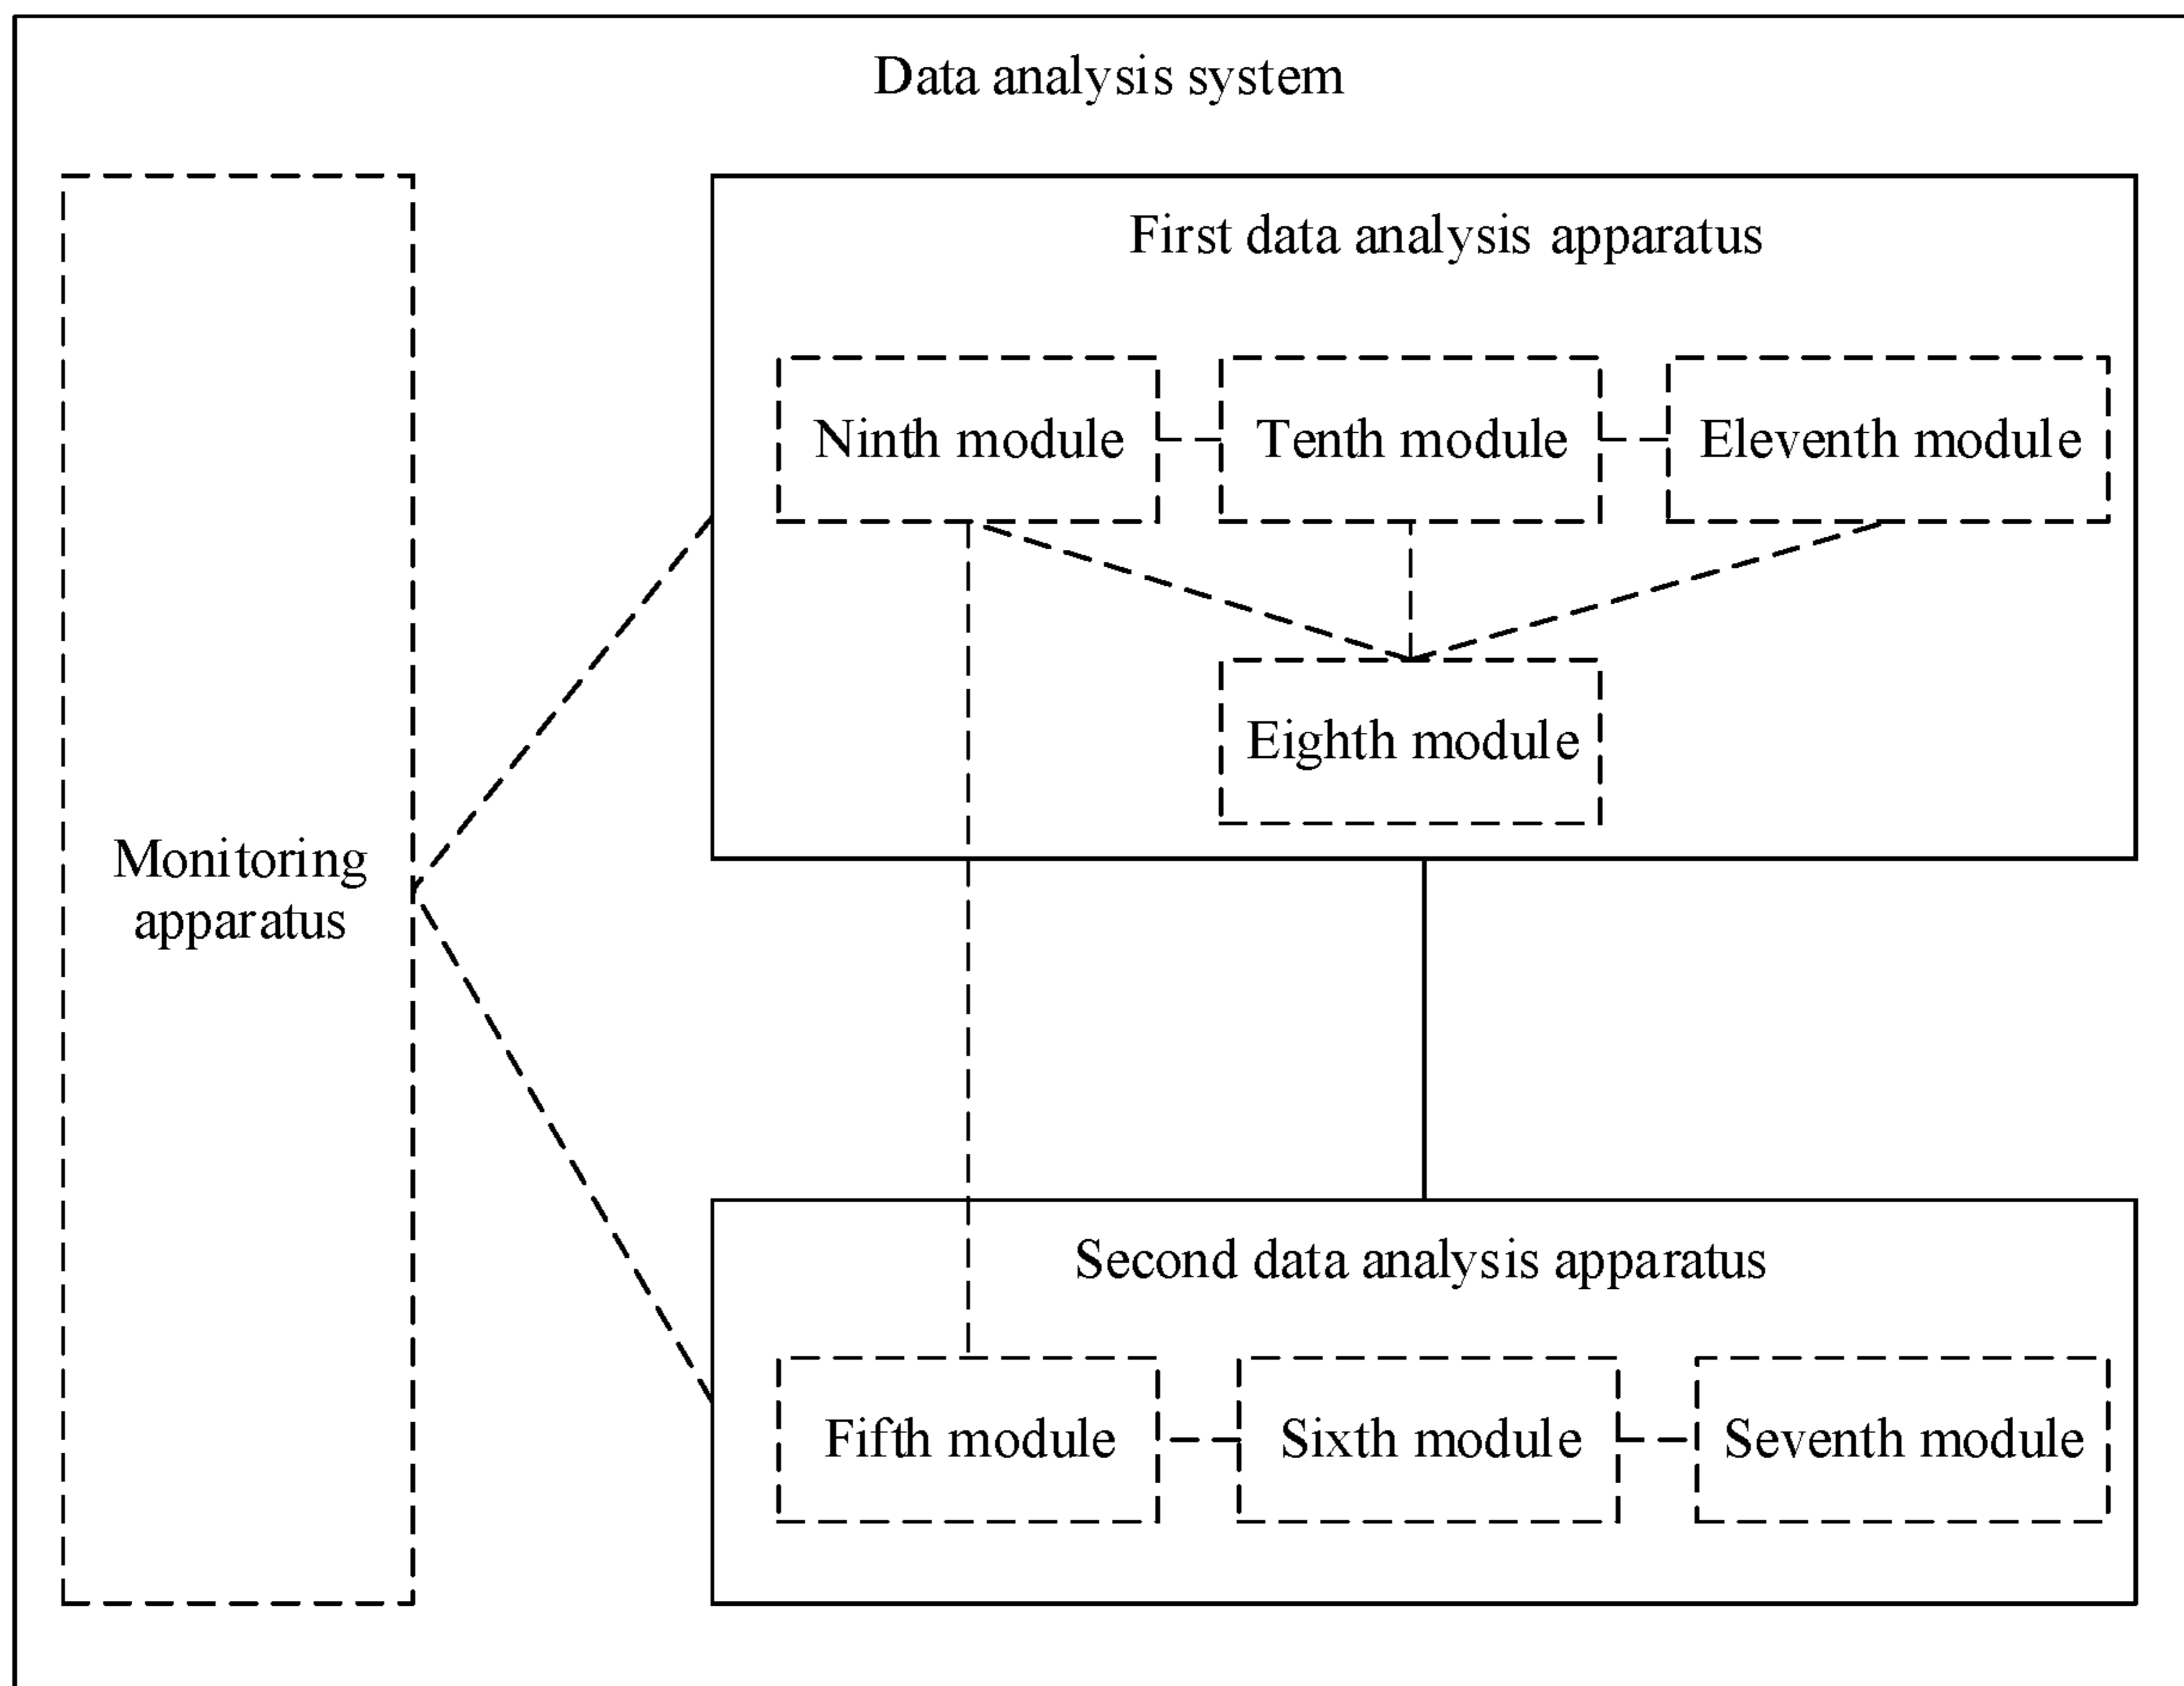 Data analysis system
First data analysis apparatus
Ninth module
Tenth module
Eleventh module
Eighth module
Monitoring
apparatus
Second data analysis apparatus
Fifth module
Sixth module
Seventh module